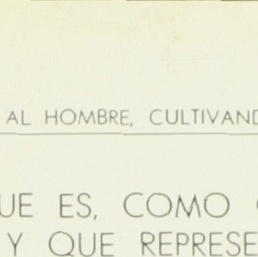 AL HOMBRE, CULTIVAND
UE ES, COMO
Y QUE REPRESE